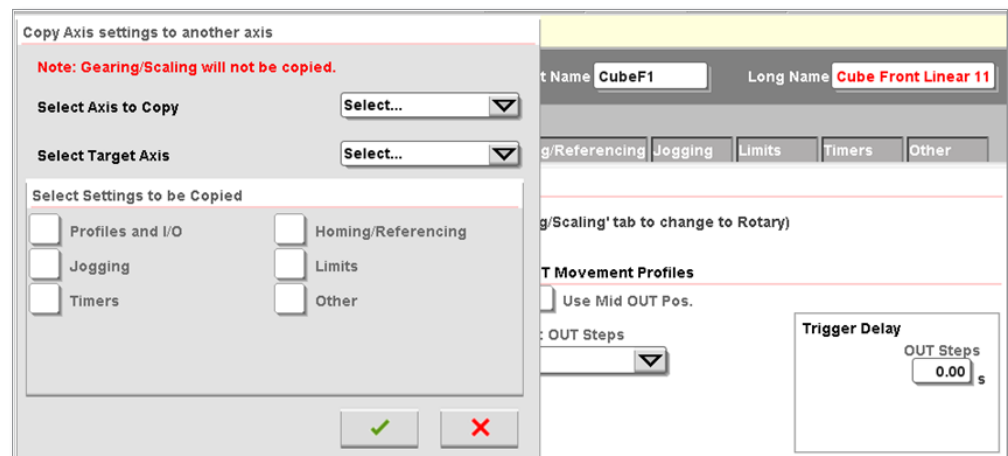 Copy Axis settings to another axis
Note: Gearing/Scaling will not be copied.
Select Axis to Copy
Select...
Select Target Axis
Select...
Select Settings to be Copied
Profiles and I/O
Homing/Referencing
Jogging
Limits
Timers
Other
t Name CubeF1
Long Name Cube Front Linear 11
g/Referencing
Jogging
Limits
Timers
Other
g/Scaling' tab to change to Rotary)
T Movement Profiles
Use Mid OUT Pos.
: OUT Steps
Trigger Delay
OUT Steps
0.00 s